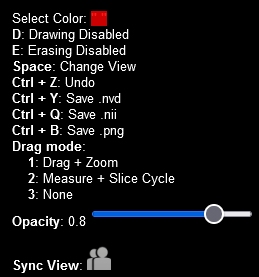 Select Color:
D: Drawing Disabled
E: Erasing Disabled
Space: Change View
Ctrl + Z: Undo
Ctrl + Y: Save .nvd
Ctrl + Q: Save .nii
Ctrl + B: Save .png
Drag mode:
1: Drag + Zoom
2: Measure + Slice Cycle
3: None
Opacity: 0.8
Sync View: